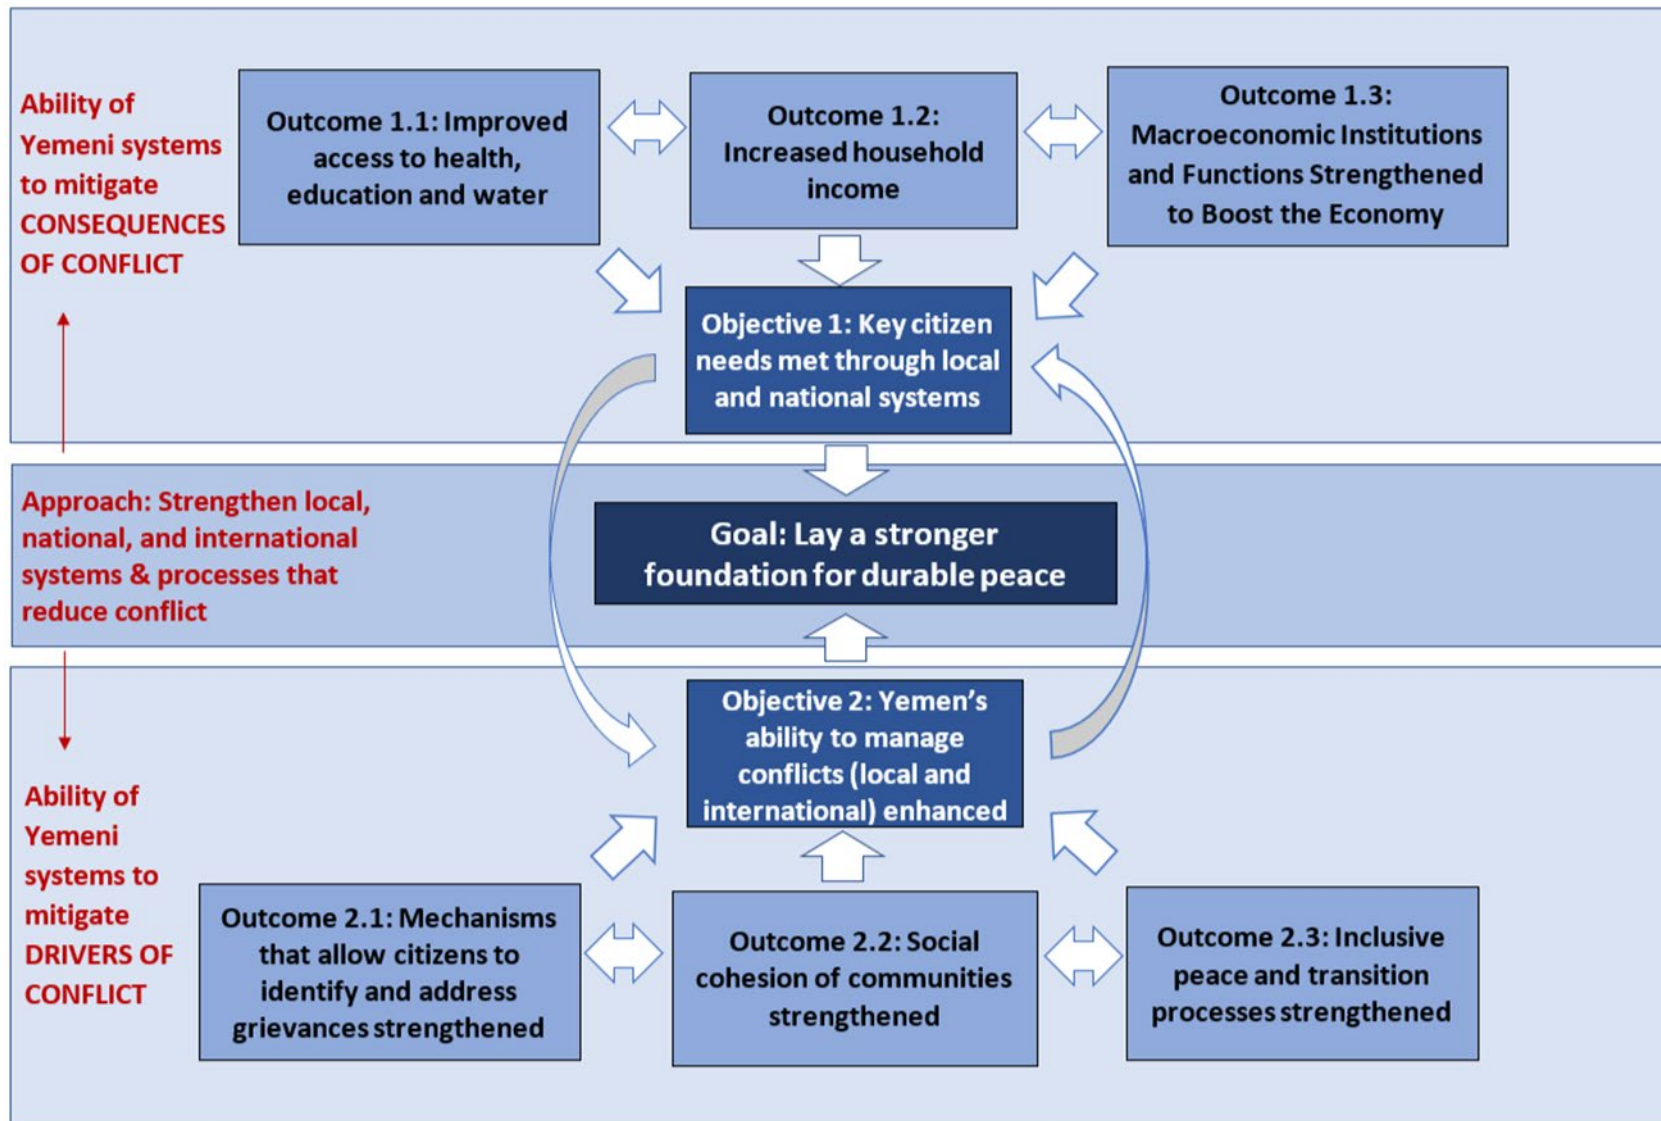 Ability of
Yemeni systems
to mitigate
CONSEQUENCES
OF CONFLICT
Outcome 1.1: Improved
access to health,
education and water
Outcome 1.2:
Increased household
income
Outcome 1.3:
Macroeconomic Institutions
and Functions Strengthened
to Boost the Economy
Objective 1: Key citizen
needs met through local
and national systems
Approach: Strengthen local,
national, and international
systems & processes that
reduce conflict
Goal: Lay a stronger
foundation for durable peace
Objective 2: Yemen’s
ability to manage
conflicts (local and
international) enhanced
Ability of
Yemeni
systems to
mitigate
DRIVERS OF
CONFLICT
Outcome 2.1: Mechanisms
that allow citizens to
identify and address
grievances strengthened
Outcome 2.2: Social
cohesion of communities
strengthened
Outcome 2.3: Inclusive
peace and transition
processes strengthened